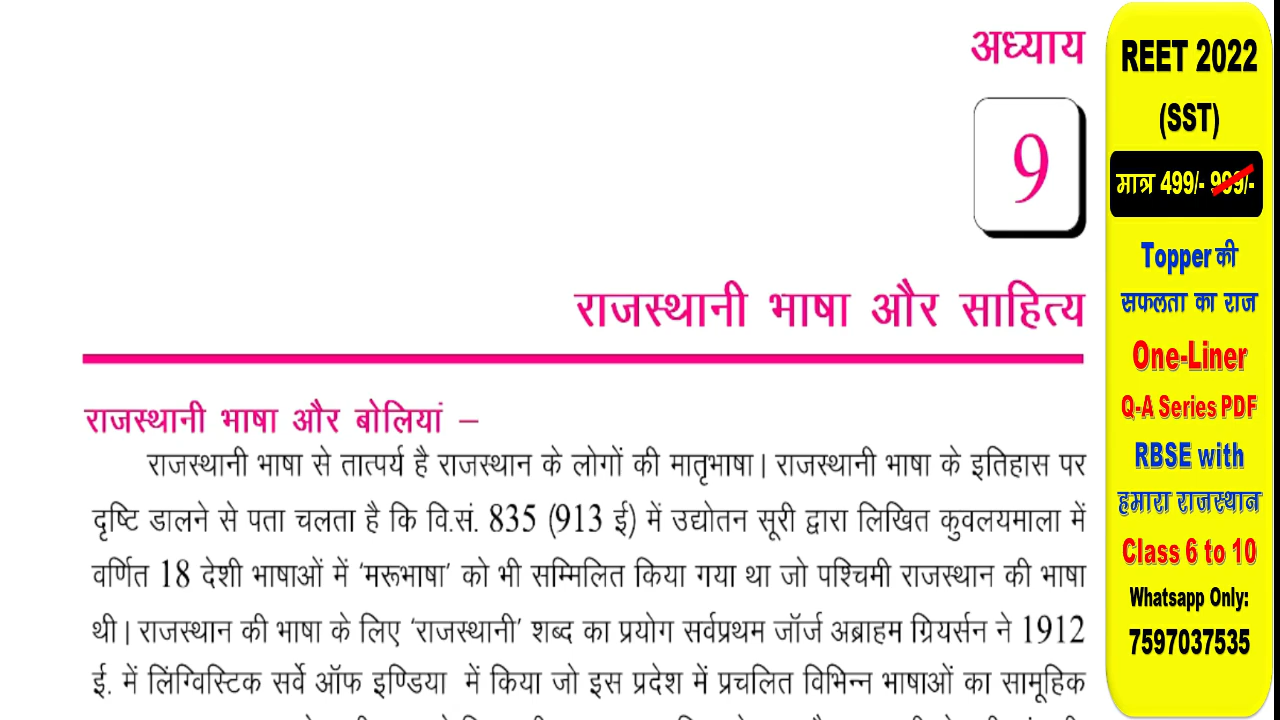 अध्याय
9
राजस्थानी भाषा और साहित्य
राजस्थानी भाषा और बोलियां –
राजस्थानी भाषा से तात्पर्य है राजस्थान के लोगों की मातृभाषा। राजस्थानी भाषा के इतिहास पर
दृष्टि डालने से पता चलता है कि वि.सं. 835 (913 ई) में उद्योतन सूरी द्वारा लिखित कुवलयमाला में
वर्णित 18 देशी भाषाओं में ‘मरूभाषा’ को भी सम्मिलित किया गया था जो पश्चिमी राजस्थान की भाषा
थी। राजस्थान की भाषा के लिए ‘राजस्थानी’ शब्द का प्रयोग सर्वप्रथम जॉर्ज अब्राहम ग्रियर्सन ने 1912
ई. में लिंग्विस्टिक सर्वे ऑफ इण्डिया में किया जो इस प्रदेश में प्रचलित विभिन्न भाषाओं का सामूहिक
REET 2022
(SST)
मात्र 499/- 999/-
Topper की
सफलता का राज
One-Liner
Q-A Series PDF
RBSE with
हमारा राजस्थान
Class 6 to 10
Whatsapp Only:
7597037535